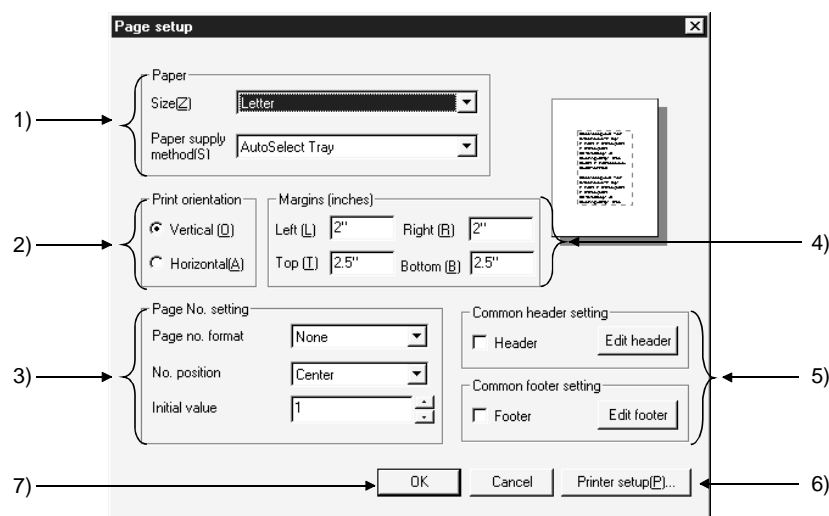 Page setup
Paper
1)
Size(Z) Letter
Paper supply
method(S) AutoSelect Tray
Print orientation
Margins (inches)
2)
Vertical (O)
Horizontal(A)
Left (L) 2" Right (R) 2"
Top (T) 2.5" Bottom (B) 2.5"
4)
Page No. setting
3)
Page no. format None
No. position Center
Initial value 1
Common header setting
Header Edit header
Common footer setting
Footer Edit footer
5)
7)
OK Cancel Printer setup(P)...
6)